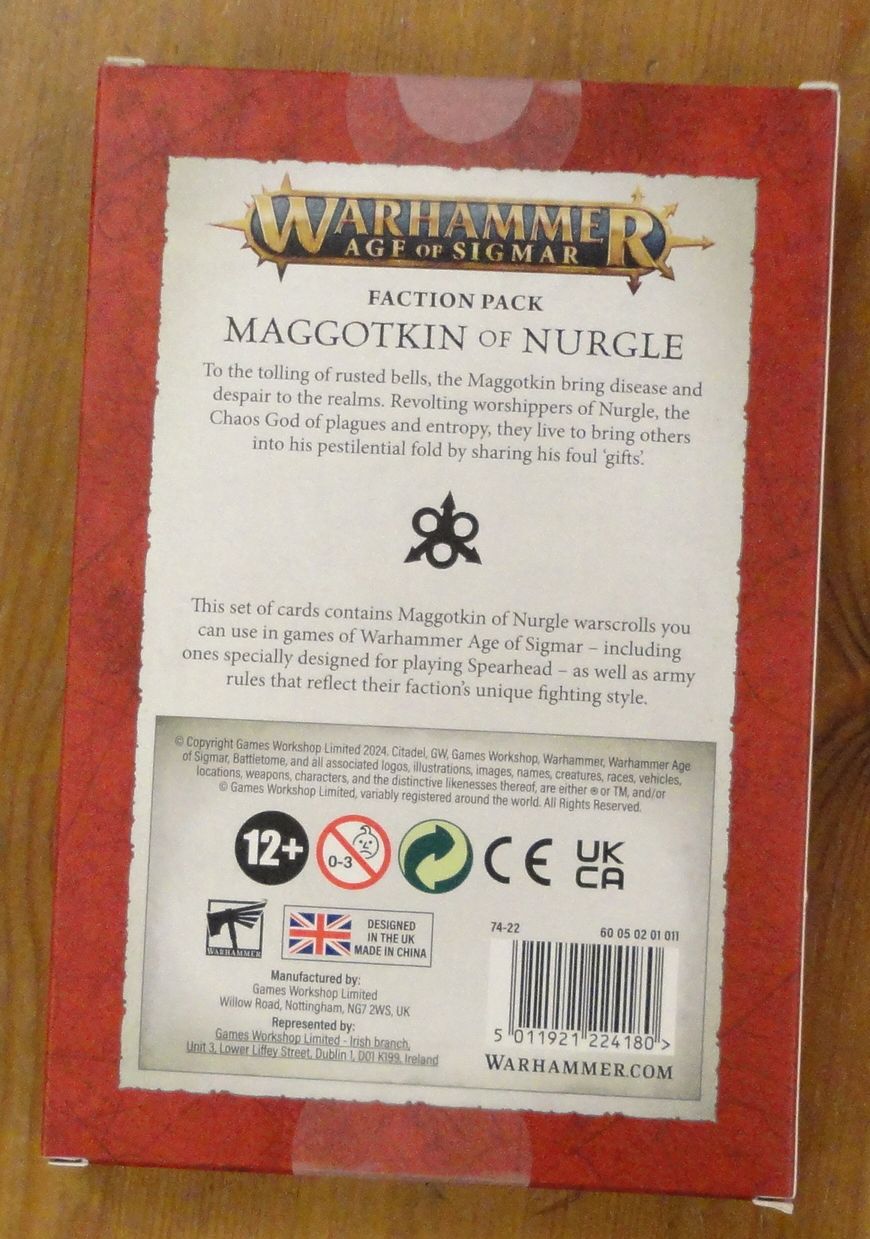 WARHAMMER
AGE OF SIGMAR
FACTION PACK
MAGGOTKIN OF NURGLE
To the tolling of rusted bells, the Maggotkin bring disease and
despair to the realms. Revolting worshippers of Nurgle, the
Chaos God of plagues and entropy, they live to bring others
into his pestilential fold by sharing his foul ‘gifts’.
This set of cards contains Maggotkin of Nurgle warscrolls you
can use in games of Warhammer Age of Sigmar – including
ones specially designed for playing Spearhead – as well as army
rules that reflect their faction’s unique fighting style.
© Copyright Games Workshop Limited 2024. Citadel, GW, Games Workshop, Warhammer, Warhammer Age
of Sigmar, Battletome, and all associated logos, illustrations, images, names, creatures, races, vehicles,
locations, weapons, characters, and the distinctive likenesses thereof, are either ® or TM, and/or
© Games Workshop Limited, variably registered around the world. All Rights Reserved.
12+
0-3
CE
UK
CA
WARHAMMER
DESIGNED
IN THE UK
MADE IN CHINA
Manufactured by:
Games Workshop Limited
Willow Road, Nottingham, NG7 2WS, UK
Represented by:
Games Workshop Limited - Irish branch,
Unit 3, Lower Liffey Street, Dublin 1, D01 K199, Ireland
74-22
60 05 02 01 011
5 011921 224180 >
WARHAMMER.COM